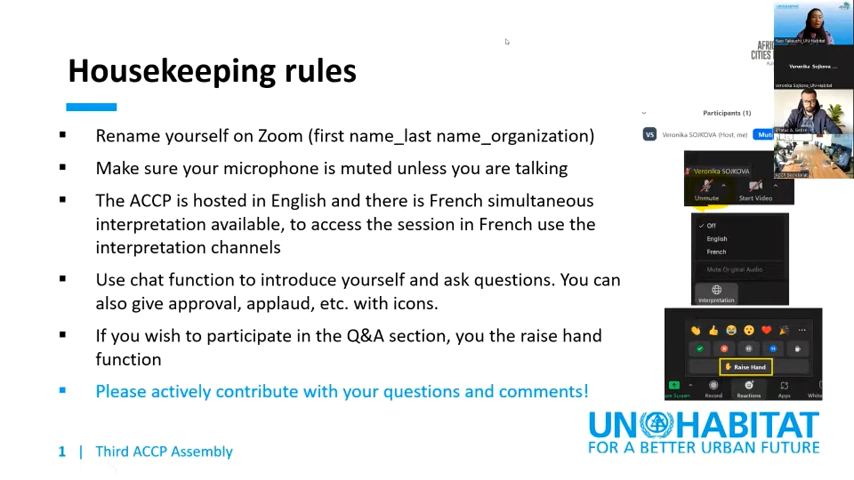 Housekeeping rules
▪ Rename yourself on Zoom (first name_last name_organization)
▪ Make sure your microphone is muted unless you are talking
▪ The ACCP is hosted in English and there is French simultaneous
interpretation available, to access the session in French use the
interpretation channels
▪ Use chat function to introduce yourself and ask questions. You can
also give approval, applaud, etc. with icons.
▪ If you wish to participate in the Q&A section, you the raise hand
function
▪ Please actively contribute with your questions and comments!
1 | Third ACCP Assembly
CITIES
Veronika Sojkova ...
Participants (1)
VS Veronika SOJKOVA (Host, me)
Veronika SOJKOVA
Unmute Start Video
Off
English
French
Mute Original Audio
Interpretation
Raise Hand
Record Reactions Apps
UN HABITAT
FOR A BETTER URBAN FUTURE